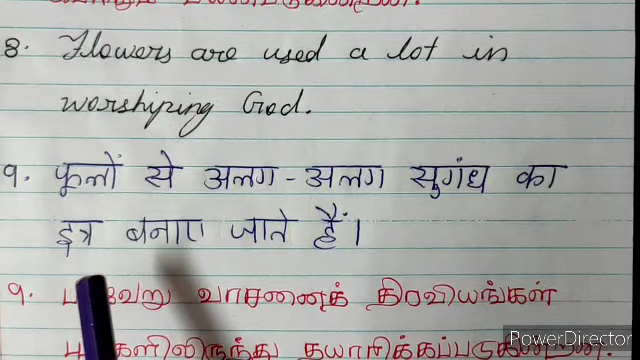 8. Flowers are used a lot in
worshiping God.
9. फूलों से अलग-अलग सुगंध का
इत्र बनाए जाते हैं।
9. வாசனைத் திரவியங்கள்
தயாரிக்கப்படுகின்றன.
PowerDirector